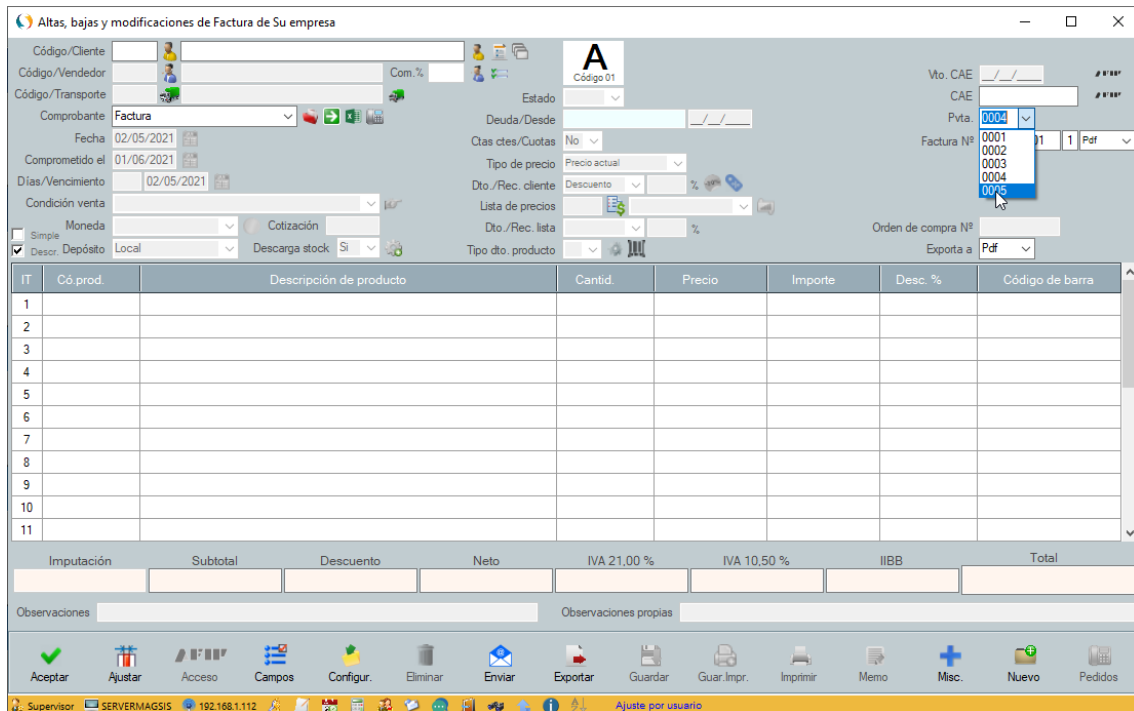 Altas, bajas y modificaciones de Factura de Su empresa
Código/Cliente
A
Código 01
Código/Vendedor Com.% Vto. CAE __/__/____
Código/Transporte Estado CAE
Comprobante Factura Deuda/Desde __/__/____ Pvta. 0004
Fecha 02/05/2021 Ctas ctes/Cuotas No Factura Nº 01 1 Pdf
0001
0002
0003
0004
0005
Comprometido el 01/06/2021 Tipo de precio Precio actual
Días/Vencimiento 02/05/2021 Dto./Rec. cliente Descuento %
Condición venta Lista de precios
Moneda Cotización Dto./Rec. lista % Orden de compra Nº
Simple
Descr. Depósito Local Descarga stock Si Tipo dto. producto Exporta a Pdf
IT Có.prod. Descripción de producto Cantid. Precio Importe Desc. % Código de barra
1
2
3
4
5
6
7
8
9
10
11
Imputación Subtotal Descuento Neto IVA 21,00 % IVA 10,50 % IIBB Total
Observaciones Observaciones propias
Aceptar Ajustar Acceso Campos Configur. Eliminar Enviar Exportar Guardar Guar.Impr. Imprimir Memo Misc. Nuevo Pedidos
Supervisor SERVERMAGSIS 192.168.1.112 Ajuste por usuario